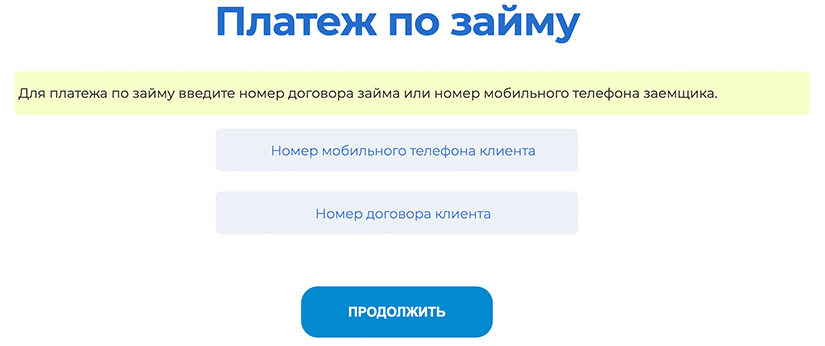 Платеж по займу
Для платежа по займу введите номер договора займа или номер мобильного телефона заемщика.
Номер мобильного телефона клиента
Номер договора клиента
ПРОДОЛЖИТЬ